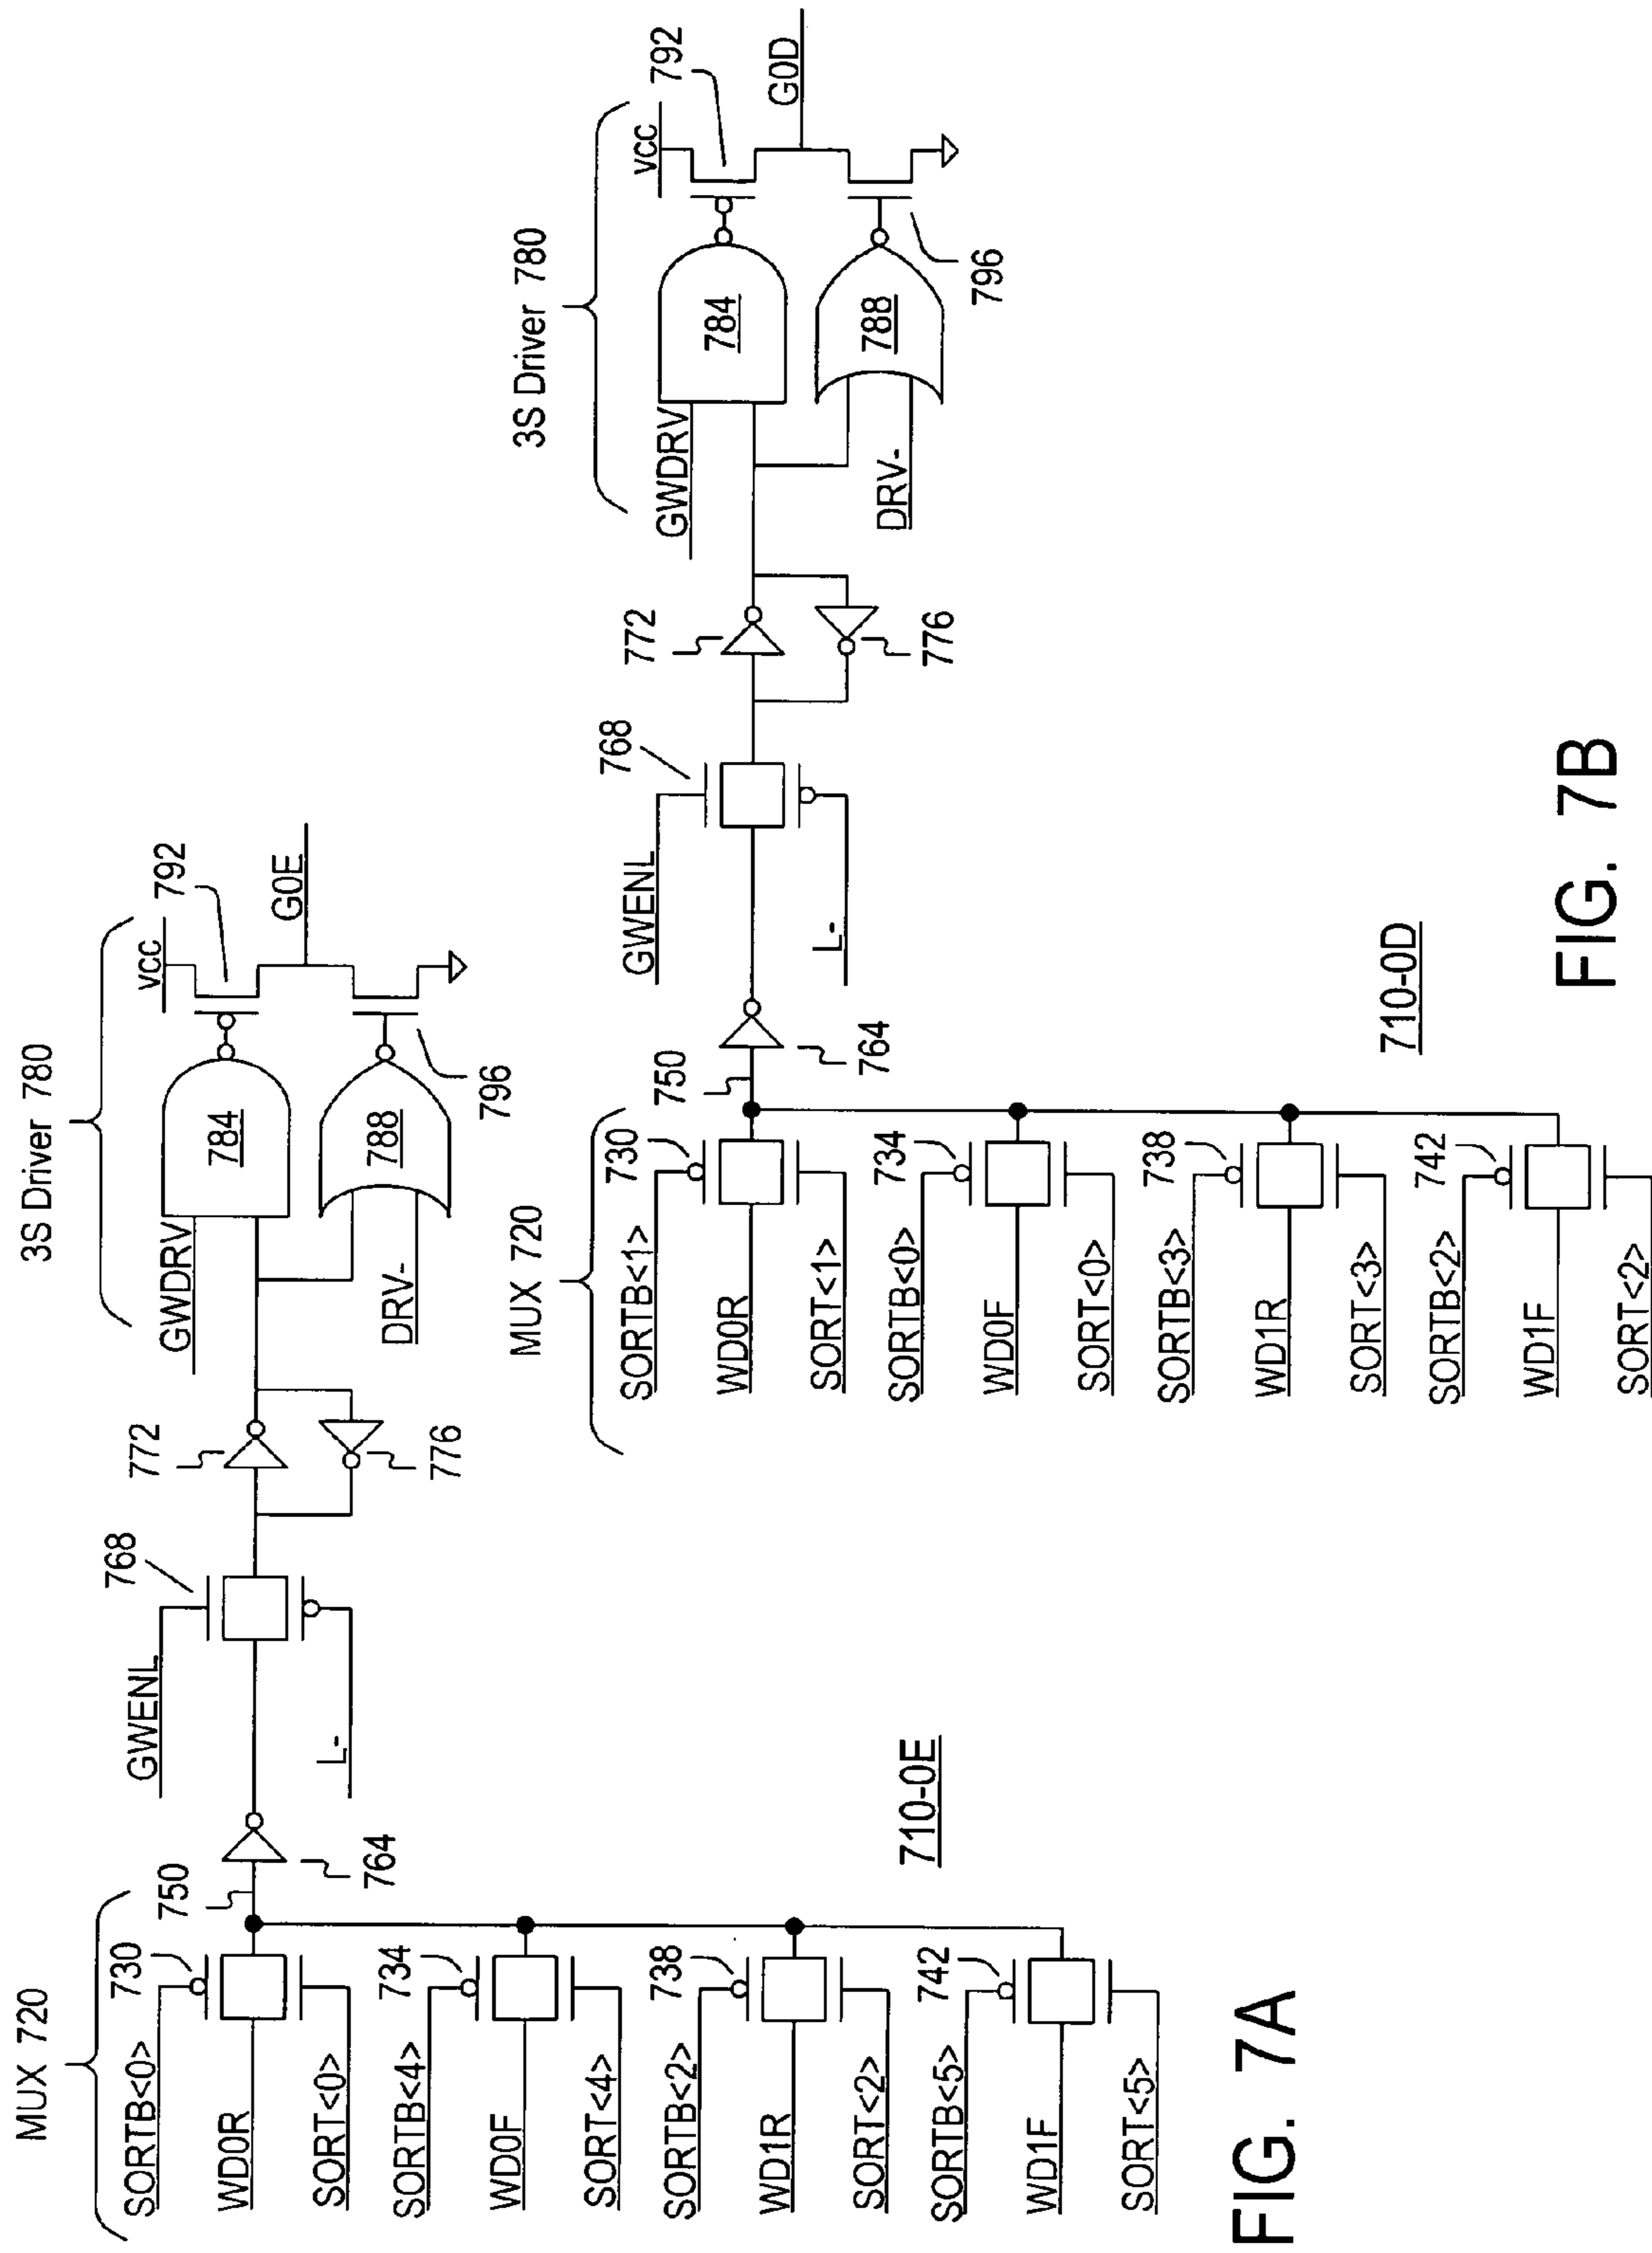 MUX 720
SORTB<0>
730
WD0R
SORT<0>
SORTB<4>
734
WD0F
SORT<4>
SORTB<2>
738
WD1R
SORT<2>
SORTB<5>
742
WD1F
SORT<5>
750
764
GWENL
768
L-
772
776
3S Driver 780
GWDRV
784
DRV-
788
VCC
792
G0E
796
710-0E
FIG. 7A
MUX 720
SORTB<1>
730
WD0R
SORT<1>
SORTB<0>
734
WD0F
SORT<0>
SORTB<3>
738
WD1R
SORT<3>
SORTB<2>
742
WD1F
SORT<2>
750
764
GWENL
768
L-
772
776
3S Driver 780
GWDRV
784
DRV-
788
VCC
792
G0D
796
710-0D
FIG. 7B